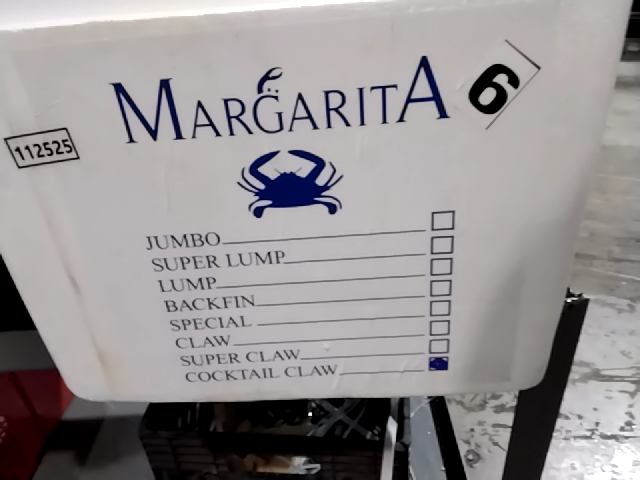 MARGARITA
6
112525
JUMBO
SUPER LUMP
LUMP
BACKFIN
SPECIAL
CLAW
SUPER CLAW
COCKTAIL CLAW